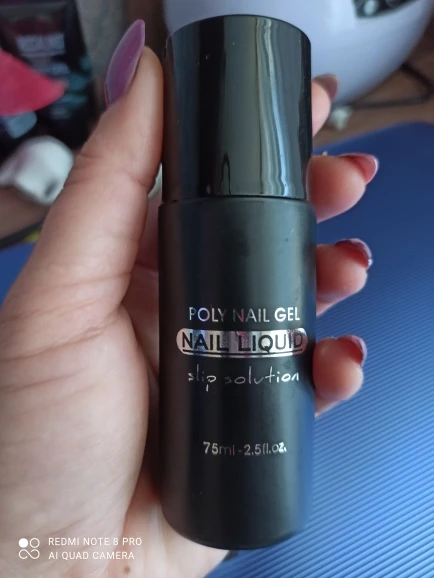 POLY NAIL GEL
NAIL LIQUID
slip solution
75ml-2.5fl.oz.
REDMI NOTE 8 PRO
AI QUAD CAMERA